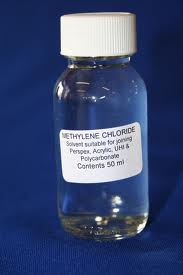 METHYLENE CHLORIDE
Solvent suitable for joining
Perspex, Acrylic, UHI &
Polycarbonate
Contents 50 ml